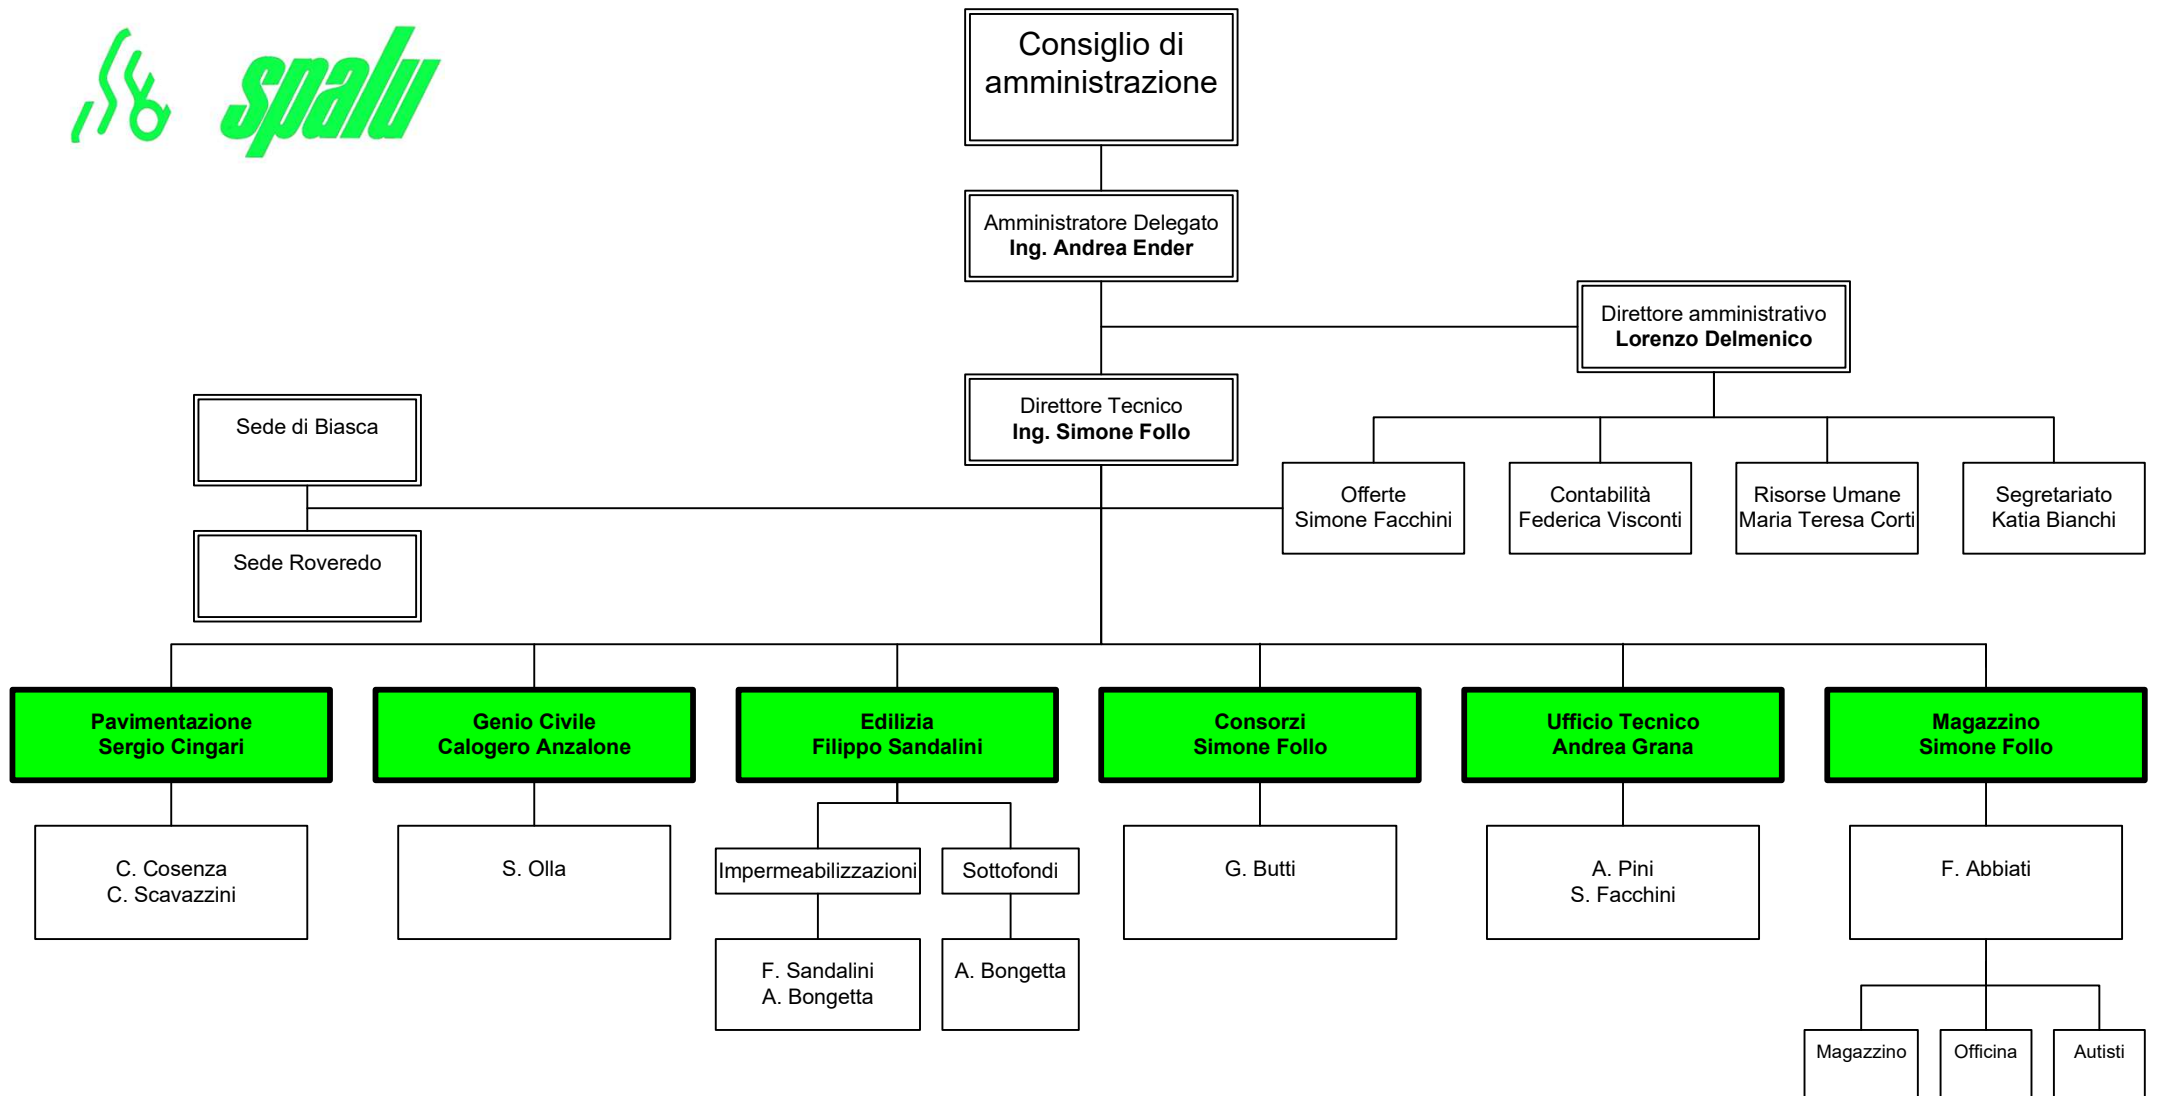 spalu
Consiglio di
amministrazione
Amministratore Delegato
Ing. Andrea Ender
Direttore amministrativo
Lorenzo Delmenico
Direttore Tecnico
Ing. Simone Follo
Sede di Biasca
Sede Roveredo
Offerte
Simone Facchini
Contabilità
Federica Visconti
Risorse Umane
Maria Teresa Corti
Segretariato
Katia Bianchi
Pavimentazione
Sergio Cingari
Genio Civile
Calogero Anzalone
Edilizia
Filippo Sandalini
Consorzi
Simone Follo
Ufficio Tecnico
Andrea Grana
Magazzino
Simone Follo
C. Cosenza
C. Scavazzini
S. Olla
Impermeabilizzazioni
Sottofondi
F. Sandalini
A. Bongetta
A. Bongetta
G. Butti
A. Pini
S. Facchini
F. Abbiati
Magazzino
Officina
Autisti